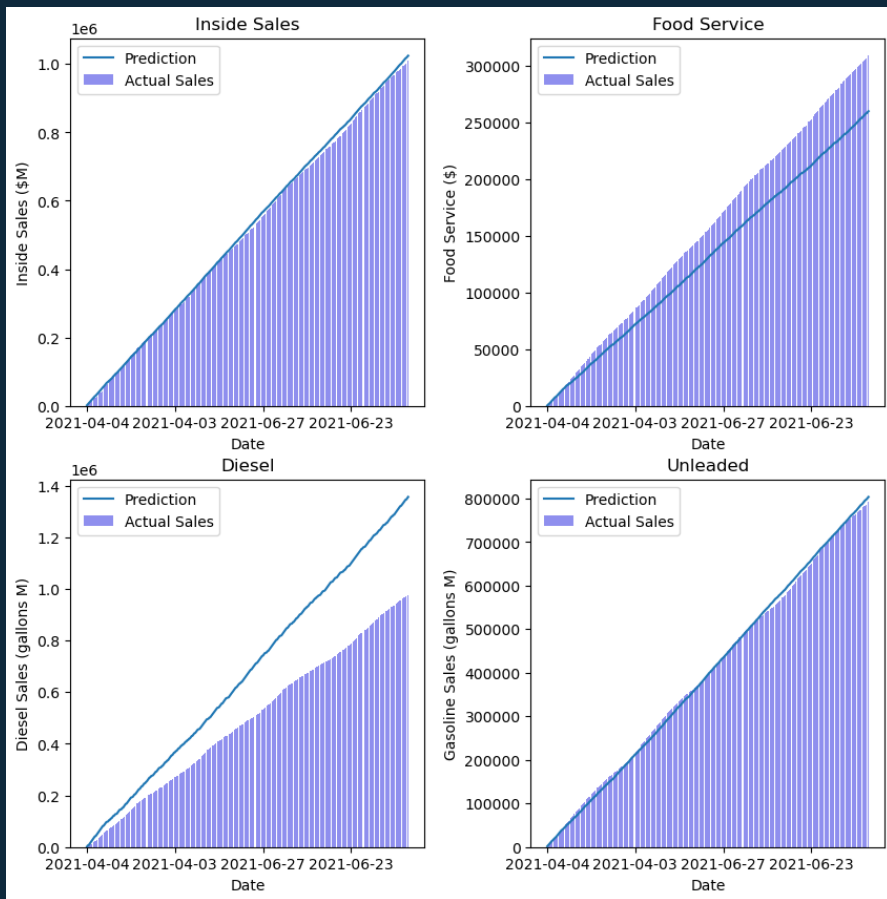 Inside Sales
1e6
Prediction
Actual Sales
1.0
0.8
0.6
0.4
0.2
0.0
Inside Sales ($M)
2021-04-04 2021-04-03 2021-06-27 2021-06-23
Date
Food Service
Prediction
Actual Sales
300000
250000
200000
150000
100000
50000
0
Food Service ($)
2021-04-04 2021-04-03 2021-06-27 2021-06-23
Date
Diesel
1e6
Prediction
Actual Sales
1.4
1.2
1.0
0.8
0.6
0.4
0.2
0.0
Diesel Sales (gallons M)
2021-04-04 2021-04-03 2021-06-27 2021-06-23
Date
Unleaded
Prediction
Actual Sales
800000
700000
600000
500000
400000
300000
200000
100000
0
Gasoline Sales (gallons M)
2021-04-04 2021-04-03 2021-06-27 2021-06-23
Date